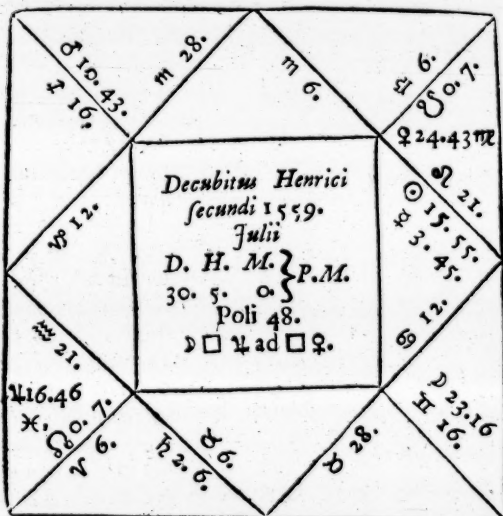 ♂ 10. 43.
♐ 16.
♏ 28.
♏ 6.
♎ 6.
☋ 0. 7.
♀ 24.43 ♍
♌ 21.
☉ 15. 55.
☿ 3. 45.
♑ 12.
Decubitus Henrici
ſecundi 1559.
Julii
D. H. M. } P.M.
30. 5. 0.
Poli 48.
☽ □ ♃ ad □ ♀.
♒ 21.
♃16.46
♓.
☊ 0. 7.
♈ 6.
♉ 6.
♄ 2. 6.
♉ 28.
♋ 12.
☽ 23.16
♊ 16.